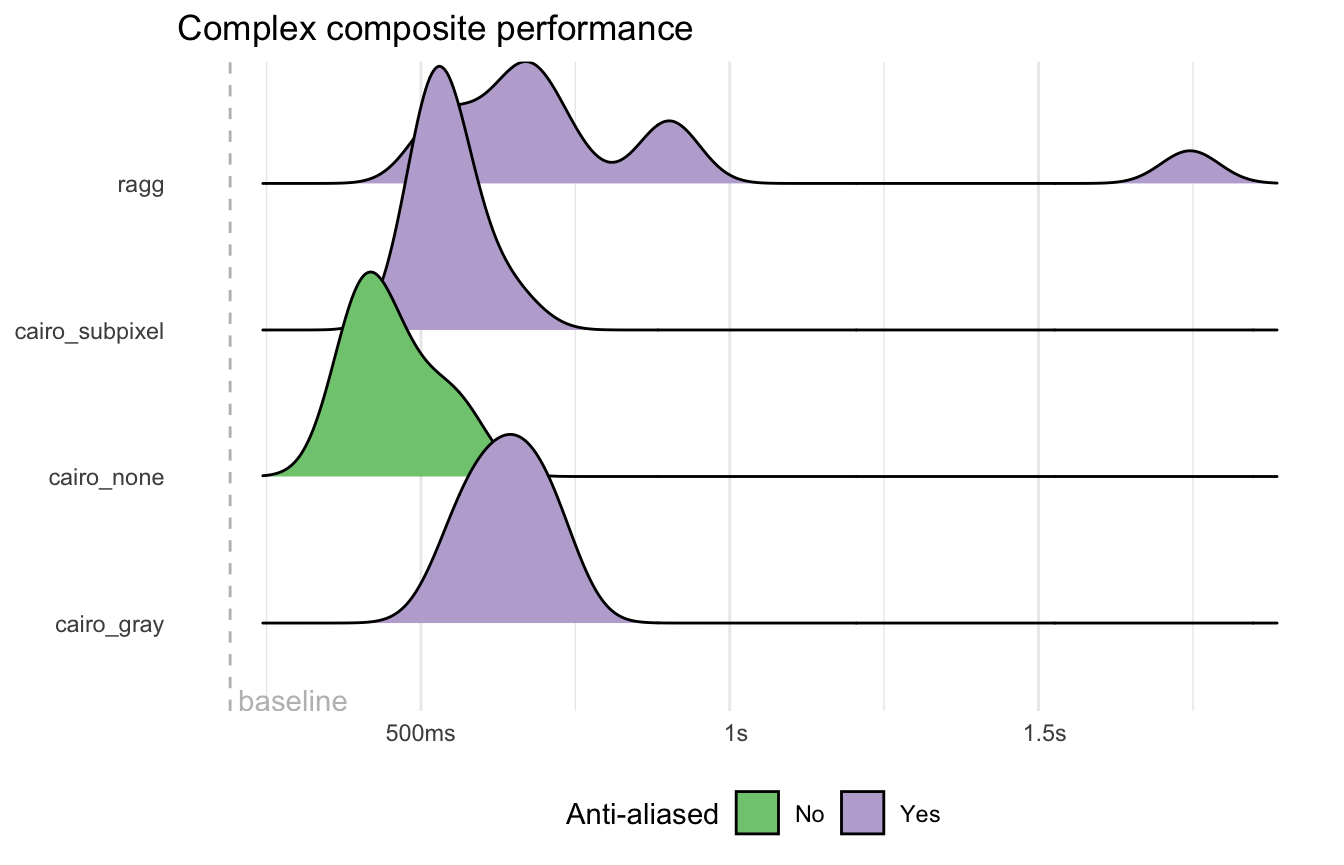 Complex composite performance
ragg
cairo_subpixel
cairo_none
cairo_gray
baseline
500ms 1s 1.5s
Anti-aliased No Yes